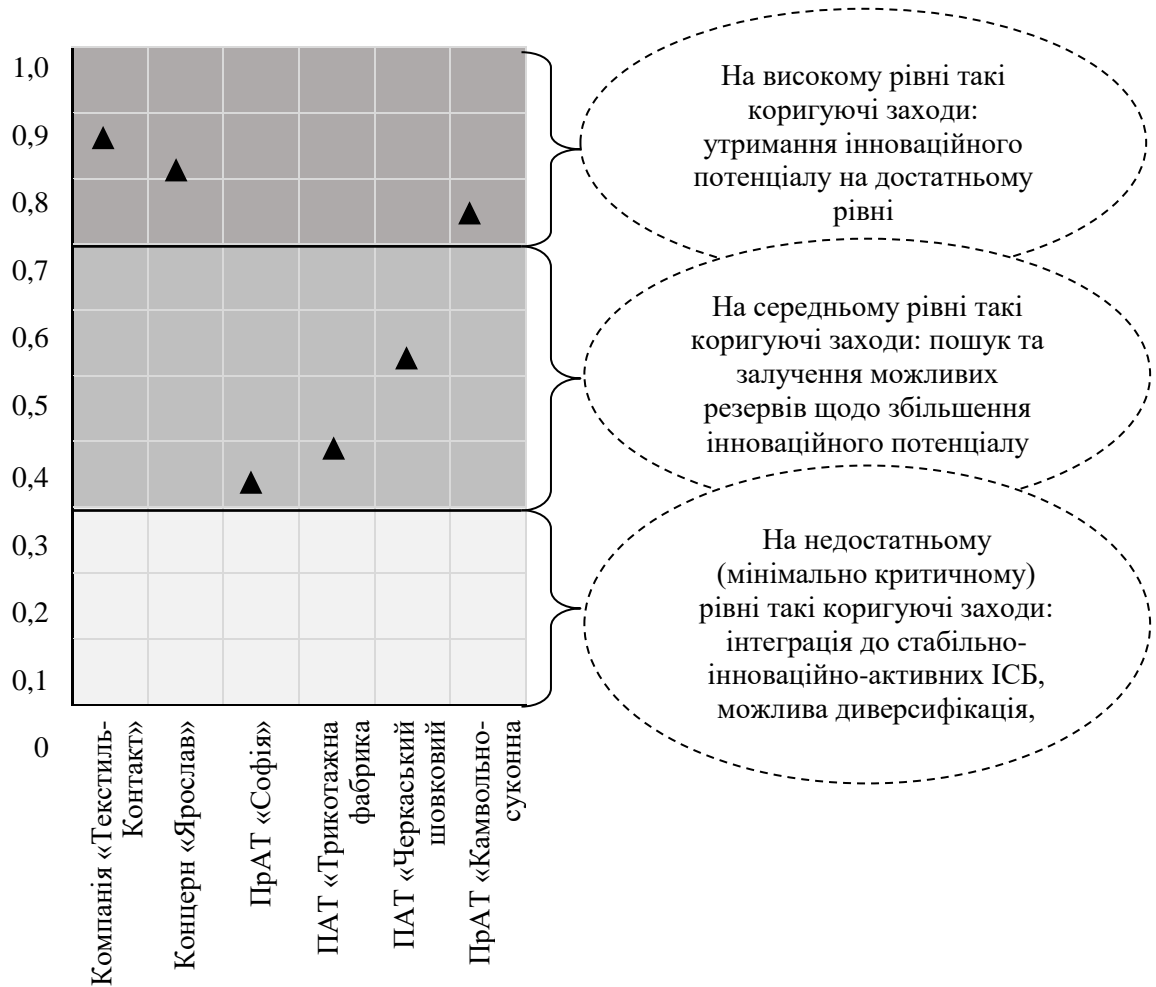 1,0
0,9
0,8
0,7
0,6
0,5
0,4
0,3
0,2
0,1
0
На високому рівні такі
коригуючі заходи:
утримання інноваційного
потенціалу на достатньому
рівні
На середньому рівні такі
коригуючі заходи: пошук та
залучення можливих
резервів щодо збільшення
інноваційного потенціалу
На недостатньому
(мінімально критичному)
рівні такі коригуючі заходи:
інтеграція до стабільно-
інноваційно-активних ІСБ,
можлива диверсифікація,
Компанія «Текстиль-
Контакт»
Концерн «Ярослав»
ПрАТ «Софія»
ПАТ «Трикотажна
фабрика
ПАТ «Черкаський
шовковий
ПрАТ «Камвольно-
суконна